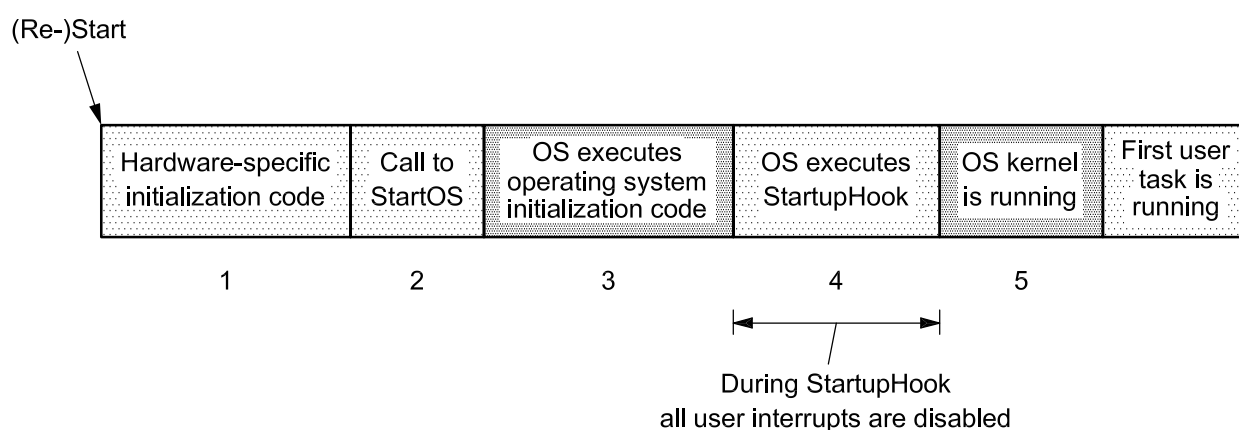 (Re-)Start
Hardware-specific
initialization code
Call to
StartOS
OS executes
operating system
initialization code
OS executes
StartupHook
OS kernel
is running
First user
task is
running
1
2
3
4
5
During StartupHook
all user interrupts are disabled